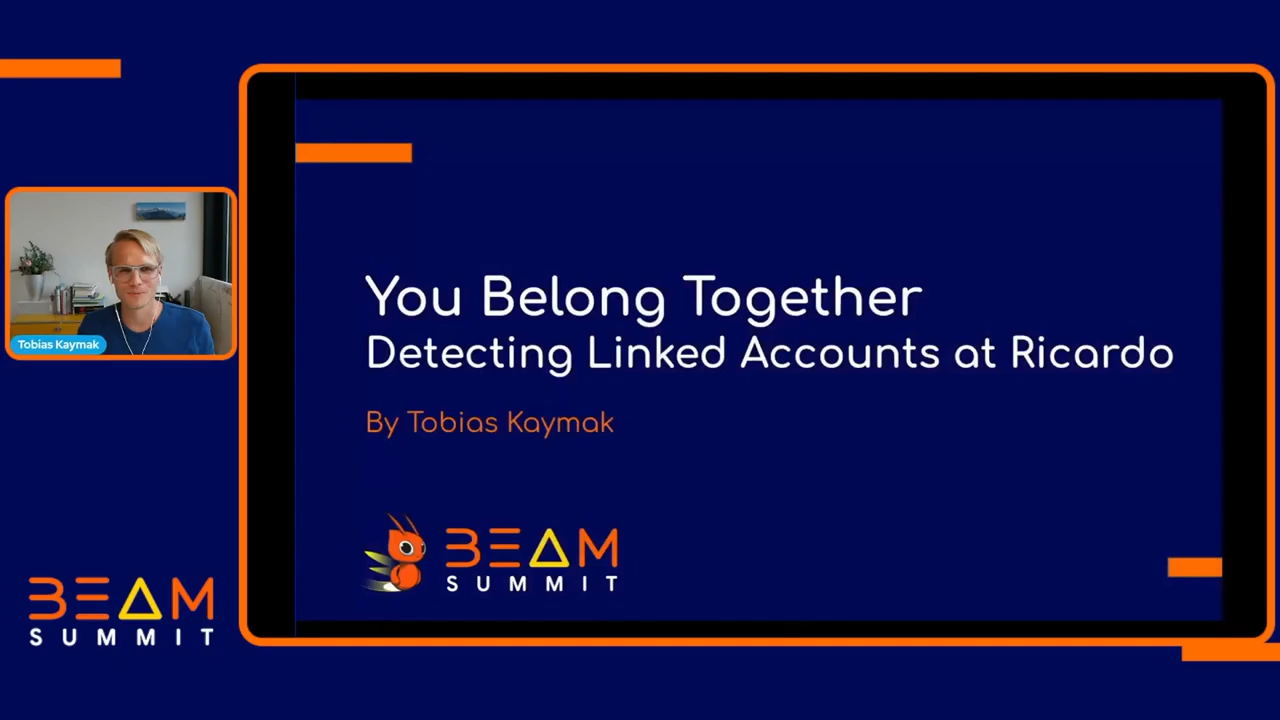 Tobias Kaymak
BEAM
SUMMIT
You Belong Together
Detecting Linked Accounts at Ricardo
By Tobias Kaymak
BEAM
SUMMIT